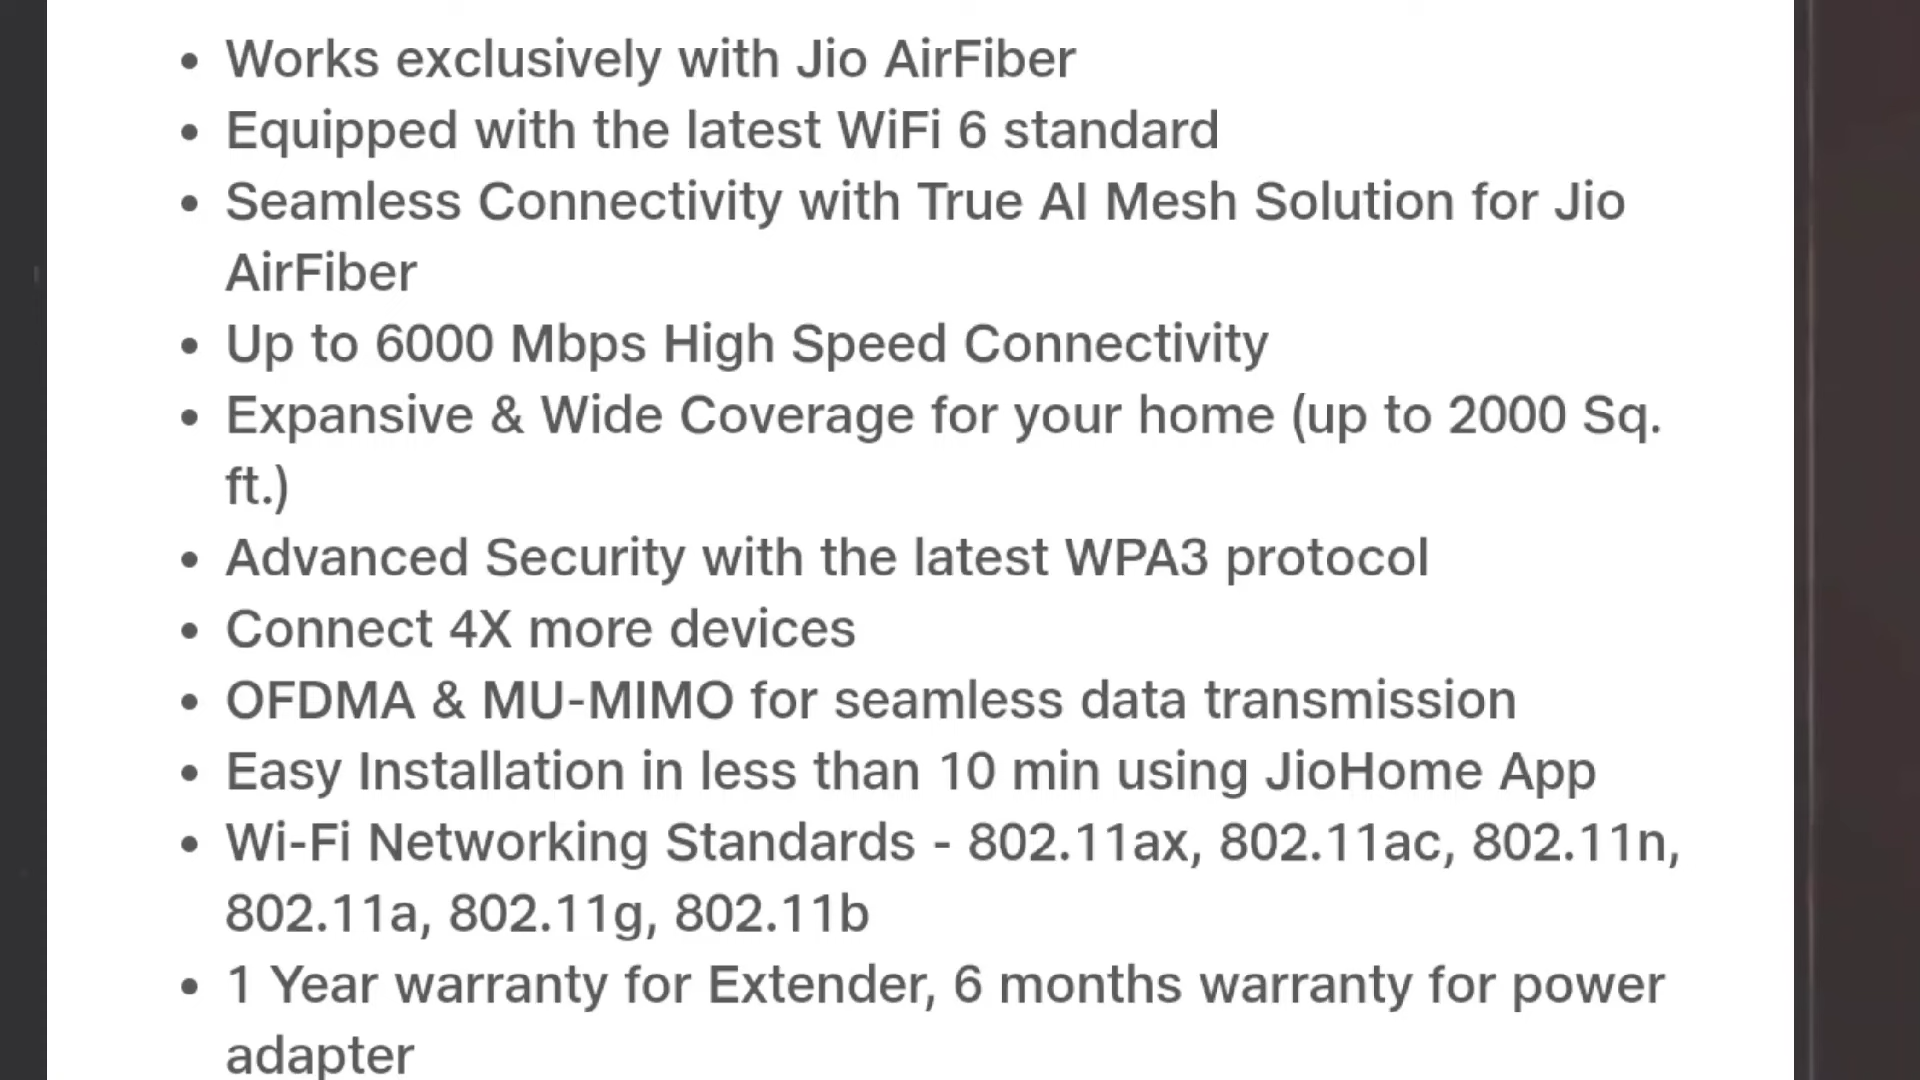 • Works exclusively with Jio AirFiber
• Equipped with the latest WiFi 6 standard
• Seamless Connectivity with True AI Mesh Solution for Jio
AirFiber
• Up to 6000 Mbps High Speed Connectivity
• Expansive & Wide Coverage for your home (up to 2000 Sq.
ft.)
• Advanced Security with the latest WPA3 protocol
• Connect 4X more devices
• OFDMA & MU-MIMO for seamless data transmission
• Easy Installation in less than 10 min using JioHome App
• Wi-Fi Networking Standards - 802.11ax, 802.11ac, 802.11n,
802.11a, 802.11g, 802.11b
• 1 Year warranty for Extender, 6 months warranty for power
adapter